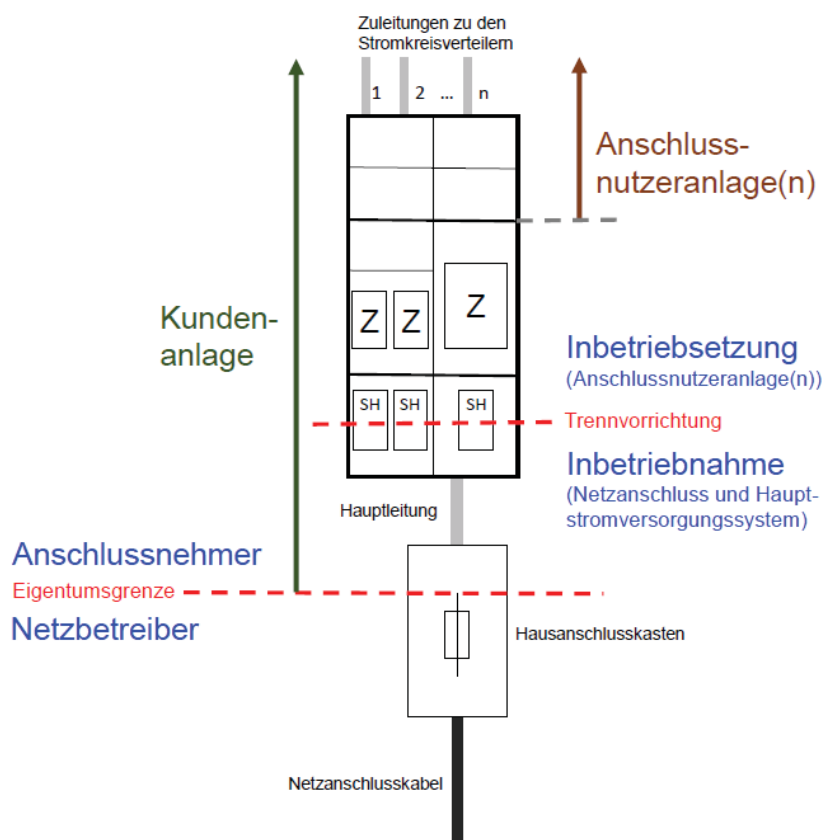 Zuleitungen zu den
Stromkreisverteilern
1 2 ... n
Anschluss-
nutzeranlage(n)
Kunden-
anlage
Z Z Z
Inbetriebsetzung
(Anschlussnutzeranlage(n))
SH SH SH
Trennvorrichtung
Inbetriebnahme
(Netzanschluss und Haupt-
stromversorgungssystem)
Hauptleitung
Anschlussnehmer
Eigentumsgrenze
Netzbetreiber
Hausanschlusskasten
Netzanschlusskabel